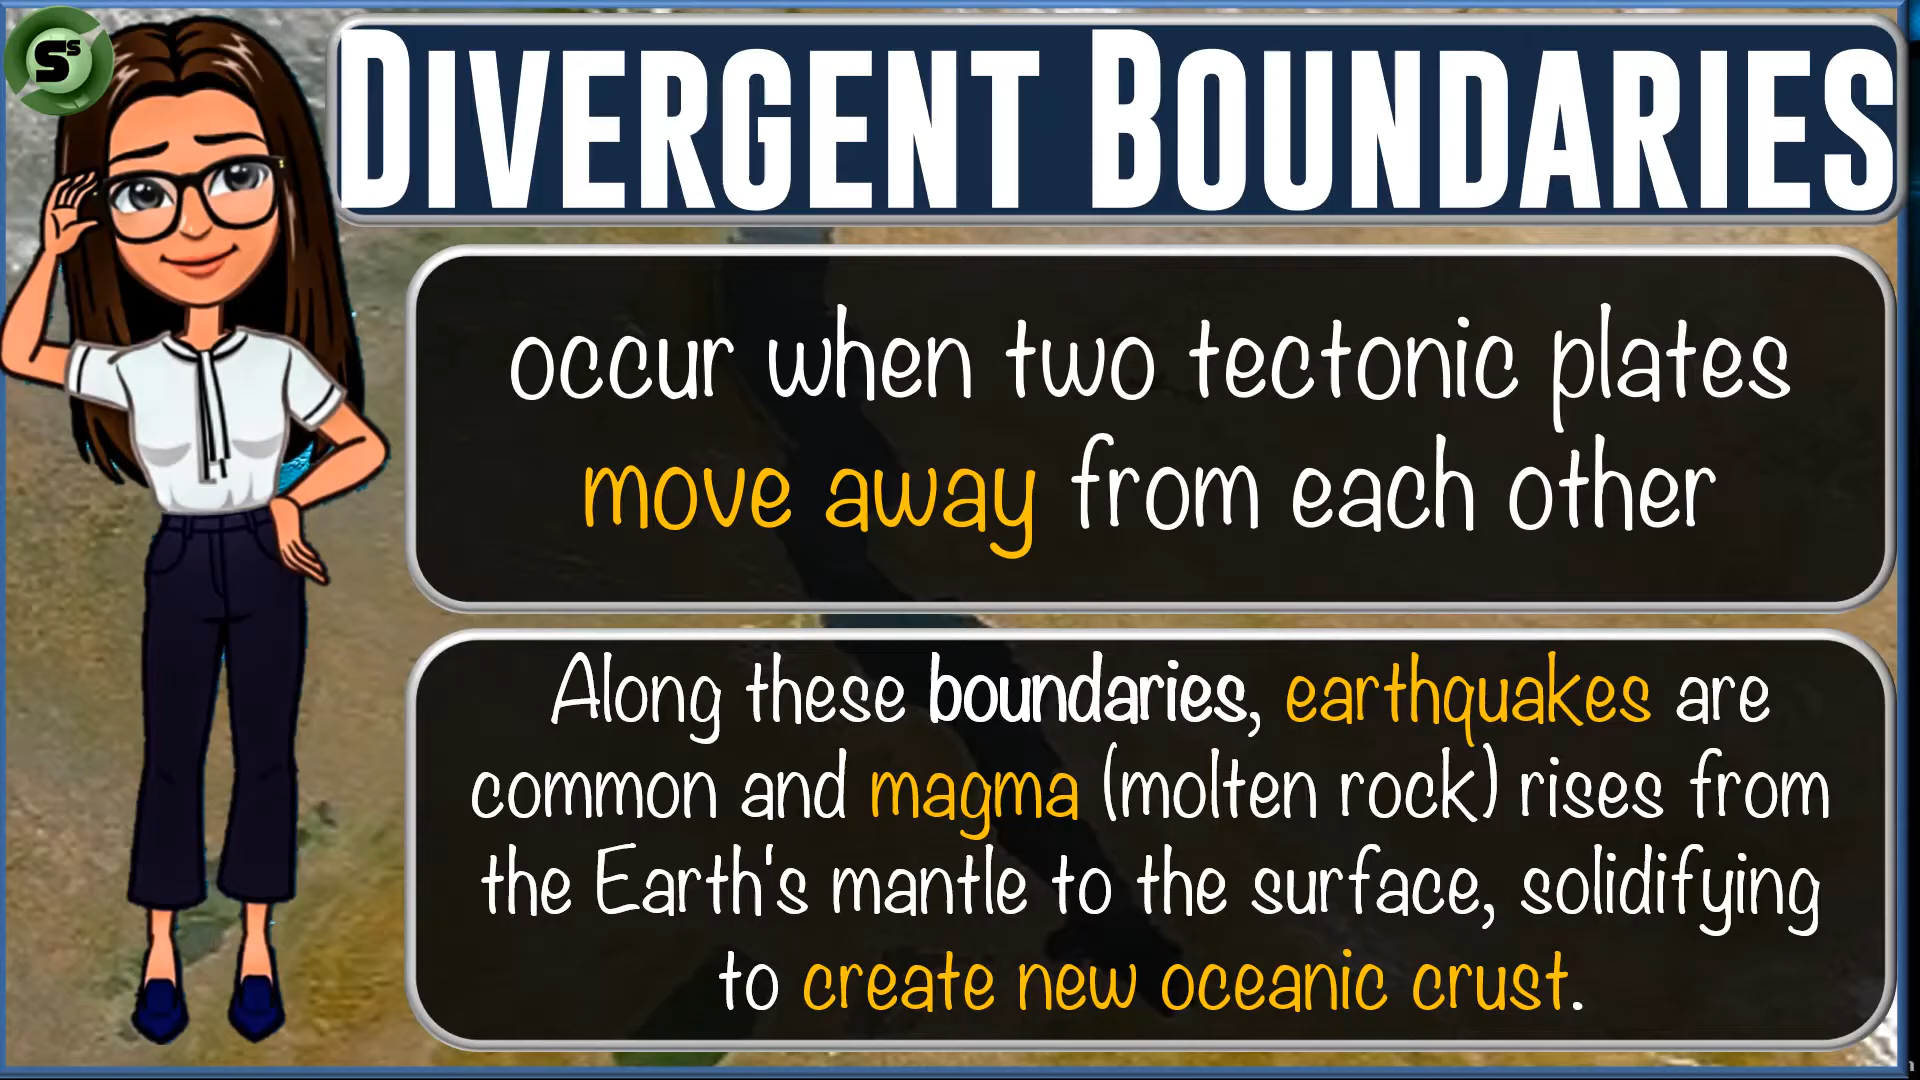 Ss
DIVERGENT BOUNDARIES
occur when two tectonic plates
move away from each other
Along these boundaries, earthquakes are
common and magma (molten rock) rises from
the Earth's mantle to the surface, solidifying
to create new oceanic crust.